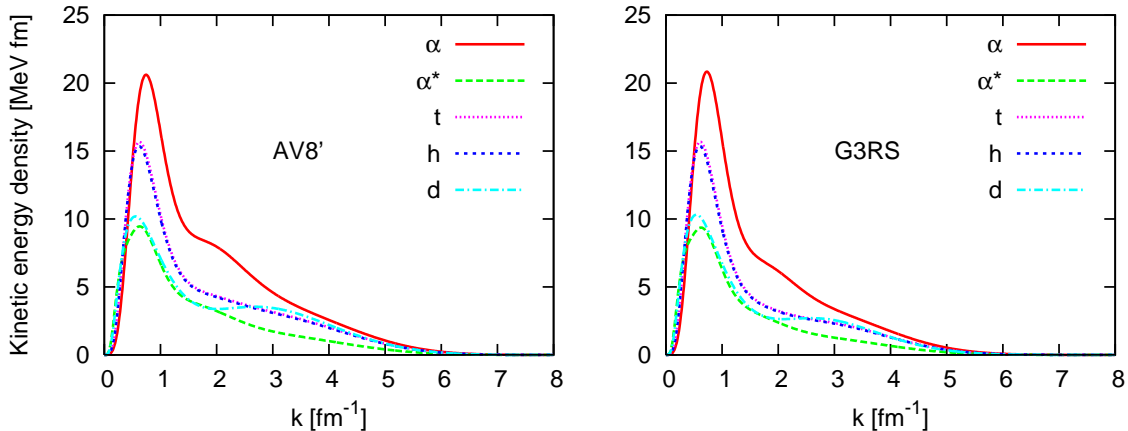 Kinetic energy density [MeV fm]
25
20
15
10
5
0
0 1 2 3 4 5 6 7 8
k [fm⁻¹]
AV8'
α
α*
t
h
d
25
20
15
10
5
0
0 1 2 3 4 5 6 7 8
k [fm⁻¹]
G3RS
α
α*
t
h
d